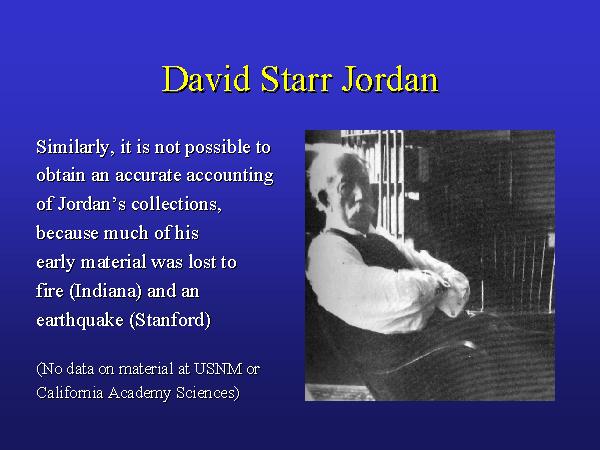 David Starr Jordan
Similarly, it is not possible to
obtain an accurate accounting
of Jordan's collections,
because much of his
early material was lost to
fire (Indiana) and an
earthquake (Stanford)
(No data on material at USNM or
California Academy Sciences)